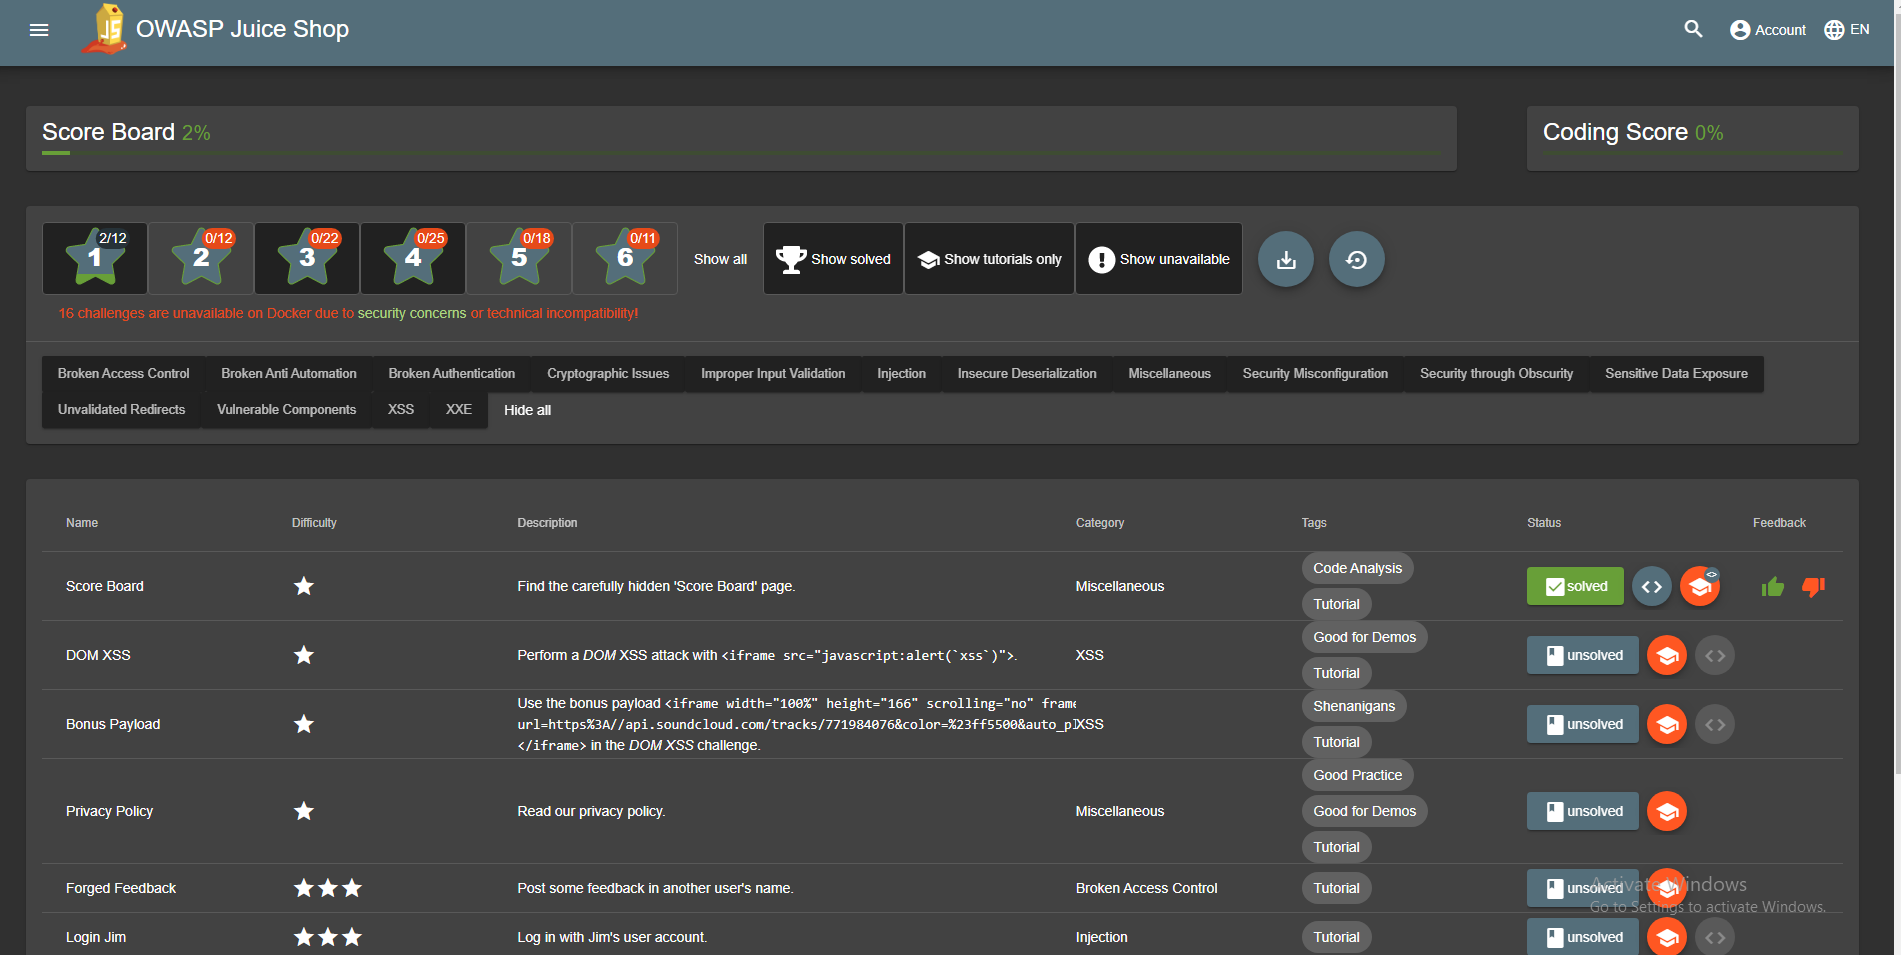 JS
OWASP Juice Shop
Account
EN
Score Board 2%
Coding Score 0%
1 2/12
2 0/12
3 0/22
4 0/25
5 0/18
6 0/11
Show all
Show solved
Show tutorials only
Show unavailable
16 challenges are unavailable on Docker due to security concerns or technical incompatibility!
Broken Access Control Broken Anti Automation Broken Authentication Cryptographic Issues Improper Input Validation Injection Insecure Deserialization Miscellaneous Security Misconfiguration Security through Obscurity Sensitive Data Exposure
Unvalidated Redirects Vulnerable Components XSS XXE Hide all
Name Difficulty Description Category Tags Status Feedback
Score Board Find the carefully hidden 'Score Board' page. Miscellaneous
Code Analysis
Tutorial
solved
DOM XSS Perform a DOM XSS attack with <iframe src="javascript:alert(`xss`)">. XSS
Good for Demos
Tutorial
unsolved
Bonus Payload
Use the bonus payload <iframe width="100%" height="166" scrolling="no" frame
url=https%3A//api.soundcloud.com/tracks/771984076&color=%23ff5500&auto_pl
</iframe> in the DOM XSS challenge.
XSS
Shenanigans
Tutorial
unsolved
Privacy Policy Read our privacy policy. Miscellaneous
Good Practice
Good for Demos
Tutorial
unsolved
Forged Feedback Post some feedback in another user's name. Broken Access Control Tutorial unsolved
Login Jim Log in with Jim's user account. Injection Tutorial unsolved
Activate Windows
Go to Settings to activate Windows.